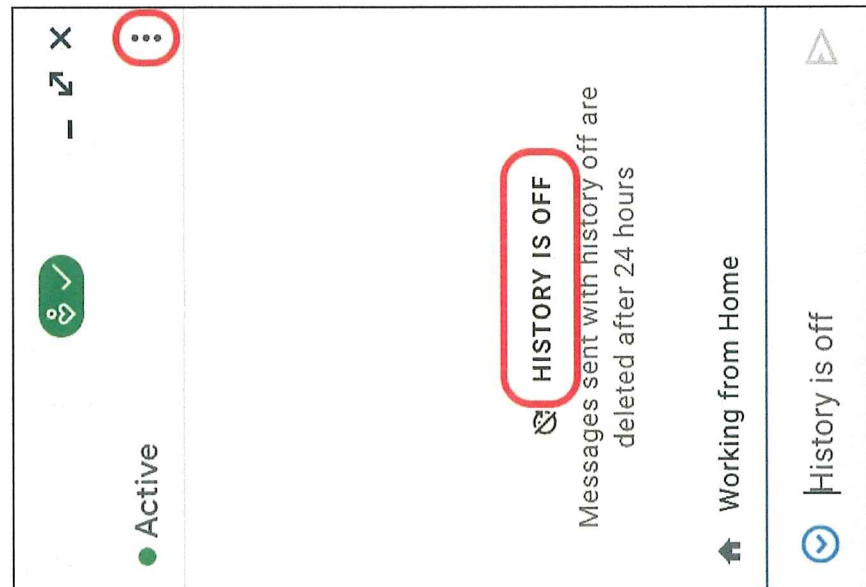 Active
HISTORY IS OFF
Messages sent with history off are
deleted after 24 hours
Working from Home
History is off